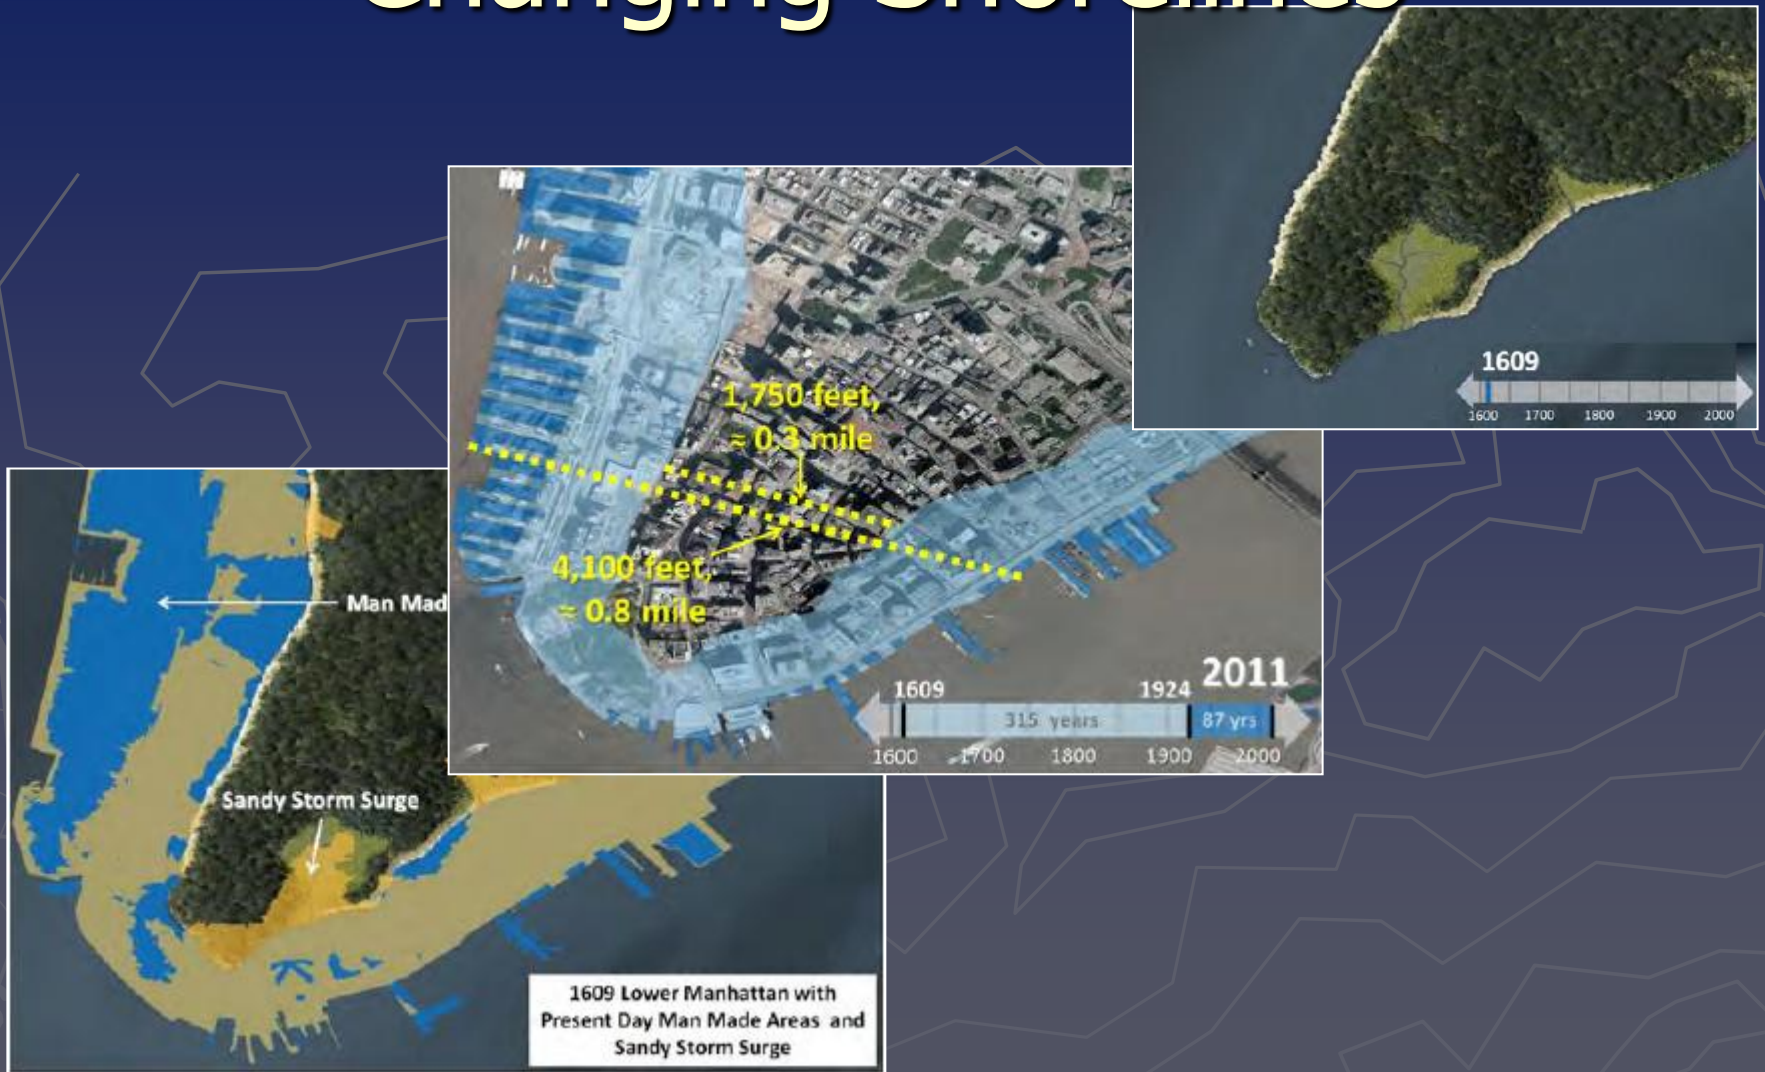 Changing Shorelines
1609
1600 1700 1800 1900 2000
1,750 feet,
≈ 0.3 mile
4,100 feet,
≈ 0.8 mile
2011
1609 1924
315 years 87 yrs
1600 1700 1800 1900 2000
Man Mad
Sandy Storm Surge
1609 Lower Manhattan with
Present Day Man Made Areas and
Sandy Storm Surge